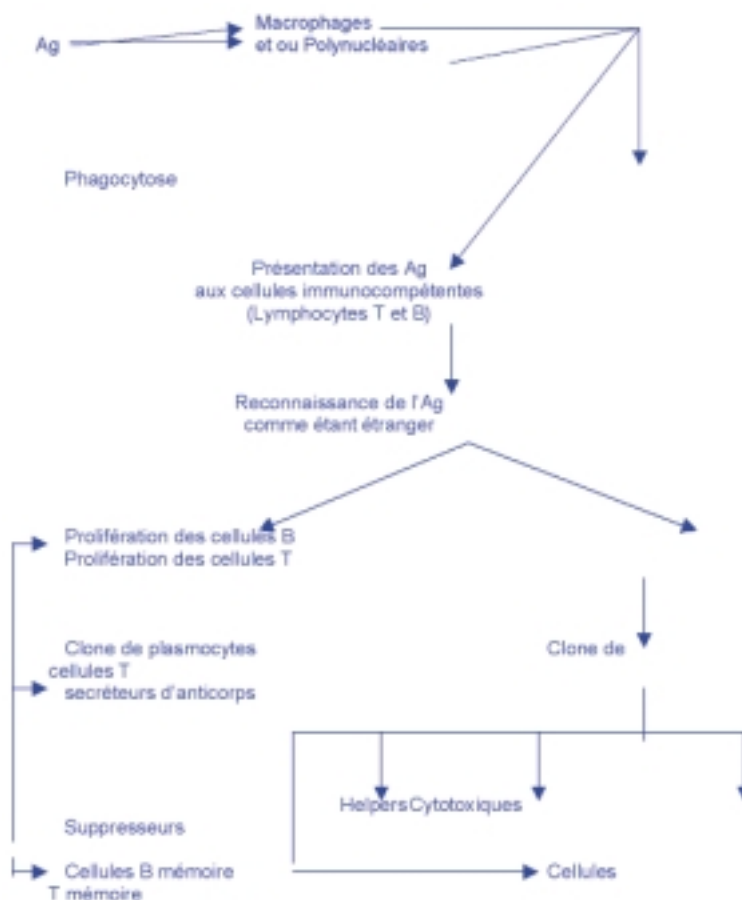 Macrophages
Ag
et ou Polynucléaires
Phagocytose
Présentation des Ag
aux cellules immunocompétentes
(Lymphocytes T et B)
Reconnaissance de l'Ag
comme étant étranger
Prolifération des cellules B
Prolifération des cellules T
Clone de plasmocytes Clone de
cellules T
secréteurs d'anticorps
Helpers Cytotoxiques
Suppresseurs
Cellules B mémoire Cellules
T mémoire